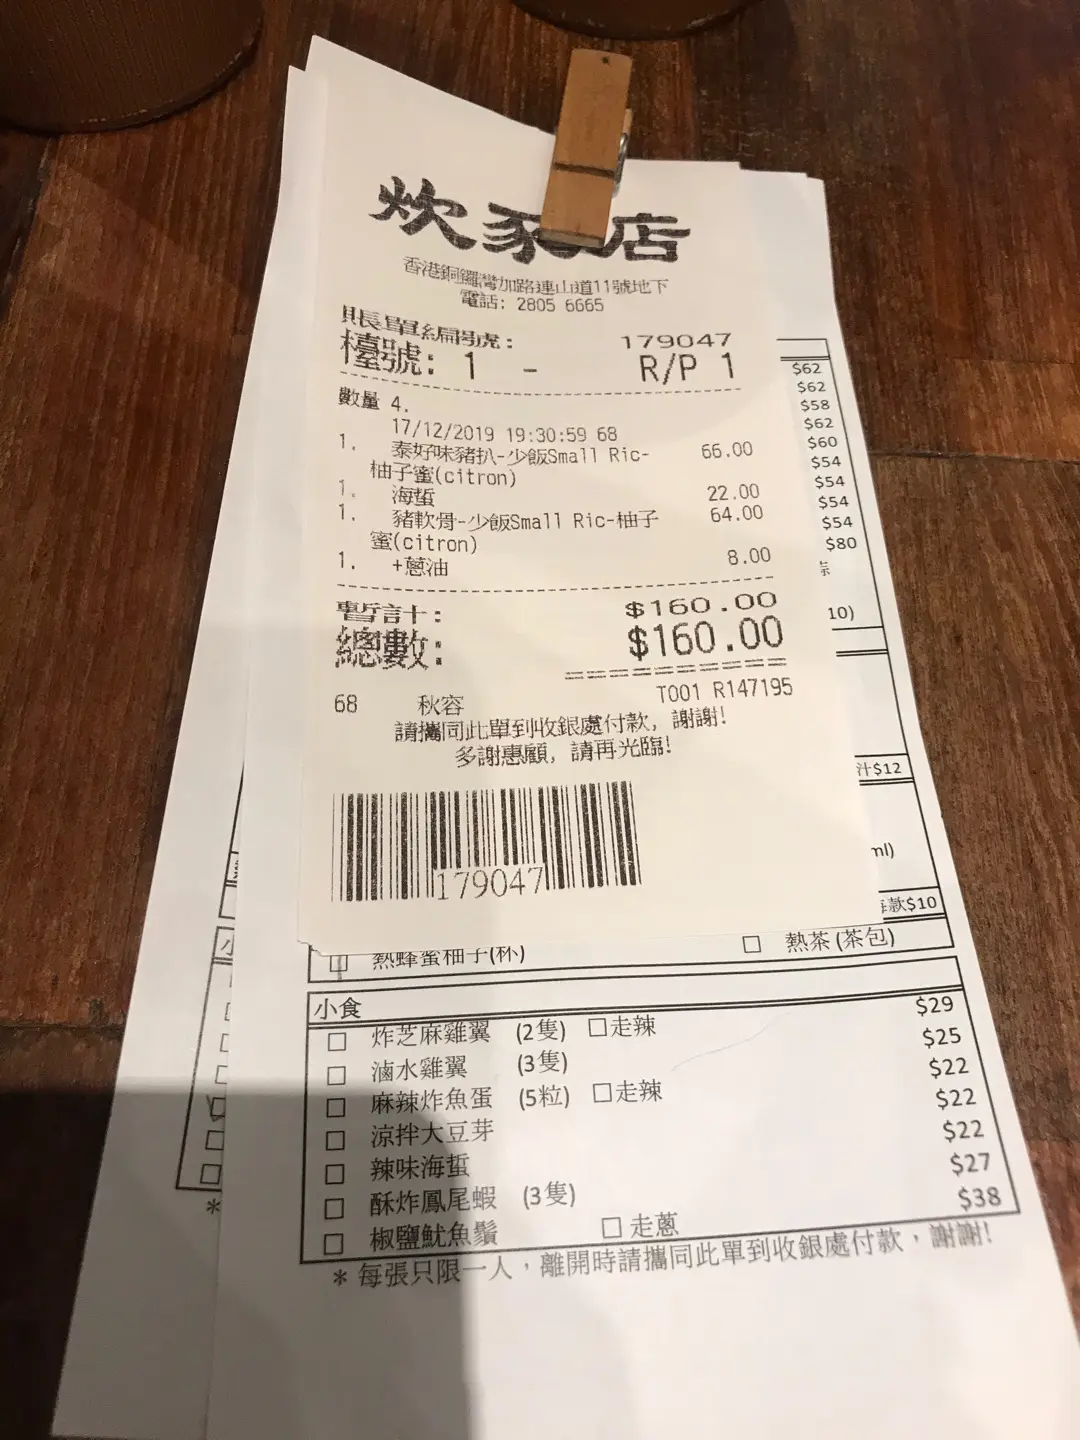 炊 店
香港銅鑼灣加路連山道11號地下
電話: 2805 6665
賬單編號: 179047
檯號: 1 - R/P 1
數量 4.
17/12/2019 19:30:59 68
1. 泰好味豬扒-少飯Small Ric- 66.00
柚子蜜(citron)
1. 海蜇 22.00
1. 豬軟骨-少飯Small Ric-柚子 64.00
蜜(citron)
1. +蔥油 8.00
暫計: $160.00
總數: $160.00
68 秋容 T001 R147195
請攜同此單到收銀處付款, 謝謝!
多謝惠顧, 請再光臨!
179047
$62
$62
$58
$62
$60
$54
$54
$54
$54
$80
10)
汁$12
ml)
每款$10
□ 熱蜂蜜柚子(杯) □ 熱茶 (茶包)
小食
□ 炸芝麻雞翼 (2隻) □走辣 $29
□ 滷水雞翼 (3隻) $25
□ 麻辣炸魚蛋 (5粒) □走辣 $22
□ 涼拌大豆芽 $22
□ 辣味海蜇 $22
□ 酥炸鳳尾蝦 (3隻) $27
□ 椒鹽魷魚鬚 □ 走蔥 $38
* 每張只限一人，離開時請攜同此單到收銀處付款，謝謝!
小
*